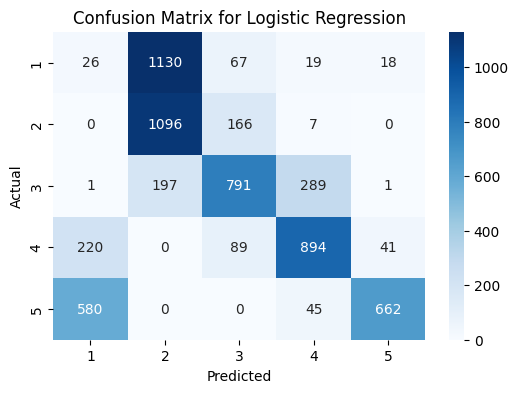 Confusion Matrix for Logistic Regression
1 26 1130 67 19 18
2 0 1096 166 7 0
3 1 197 791 289 1
4 220 0 89 894 41
5 580 0 0 45 662
1 2 3 4 5
Actual
Predicted
1000
800
600
400
200
0